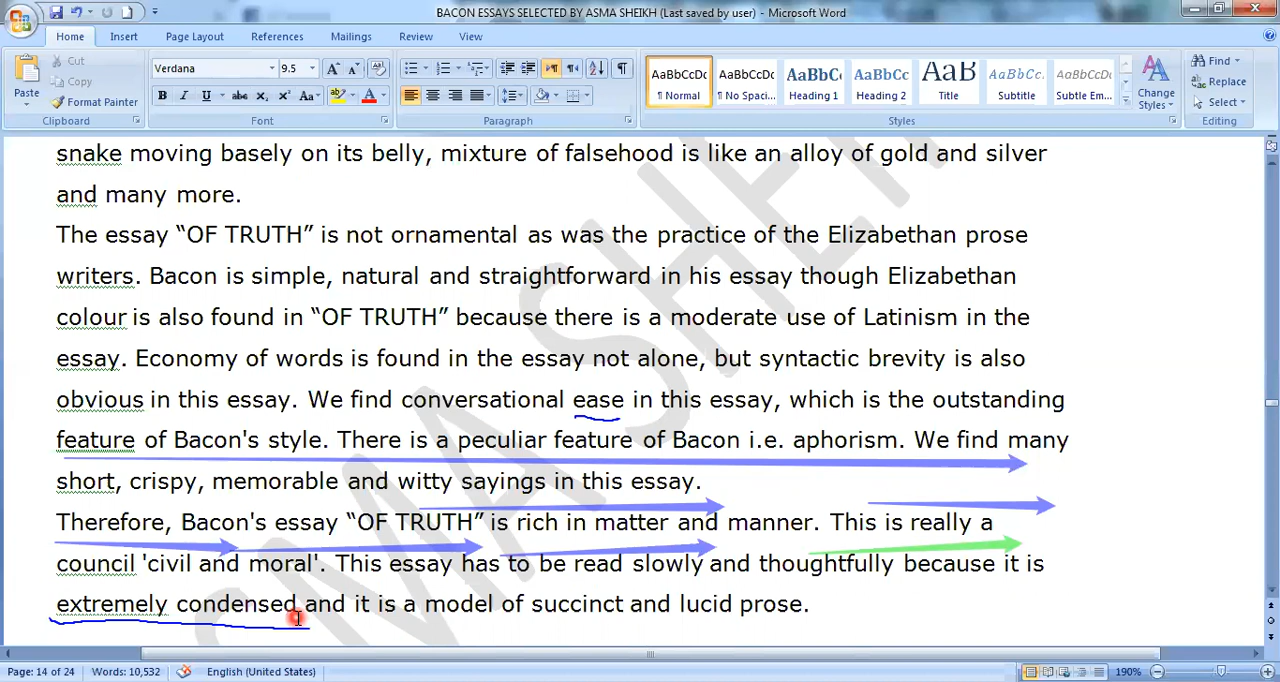 BACON ESSAYS SELECTED BY ASMA SHEIKH (Last saved by user) - Microsoft Word
Home Insert Page Layout References Mailings Review View
Cut
Copy
Format Painter
Paste
Clipboard
Verdana 9.5
Font
Paragraph
AaBbCcDc AaBbCcDc AaBbCc AaBbCc AaB AaBbCc. AaBbCcDc
¶ Normal ¶ No Spaci... Heading 1 Heading 2 Title Subtitle Subtle Em...
Change Styles
Styles
Find
Replace
Select
Editing
snake moving basely on its belly, mixture of falsehood is like an alloy of gold and silver
and many more.
The essay “OF TRUTH” is not ornamental as was the practice of the Elizabethan prose
writers. Bacon is simple, natural and straightforward in his essay though Elizabethan
colour is also found in “OF TRUTH” because there is a moderate use of Latinism in the
essay. Economy of words is found in the essay not alone, but syntactic brevity is also
obvious in this essay. We find conversational ease in this essay, which is the outstanding
feature of Bacon's style. There is a peculiar feature of Bacon i.e. aphorism. We find many
short, crispy, memorable and witty sayings in this essay.
Therefore, Bacon's essay “OF TRUTH” is rich in matter and manner. This is really a
council 'civil and moral'. This essay has to be read slowly and thoughtfully because it is
extremely condensed and it is a model of succinct and lucid prose.
ASMA SHEI
Page: 14 of 24 Words: 10,532 English (United States) 190%